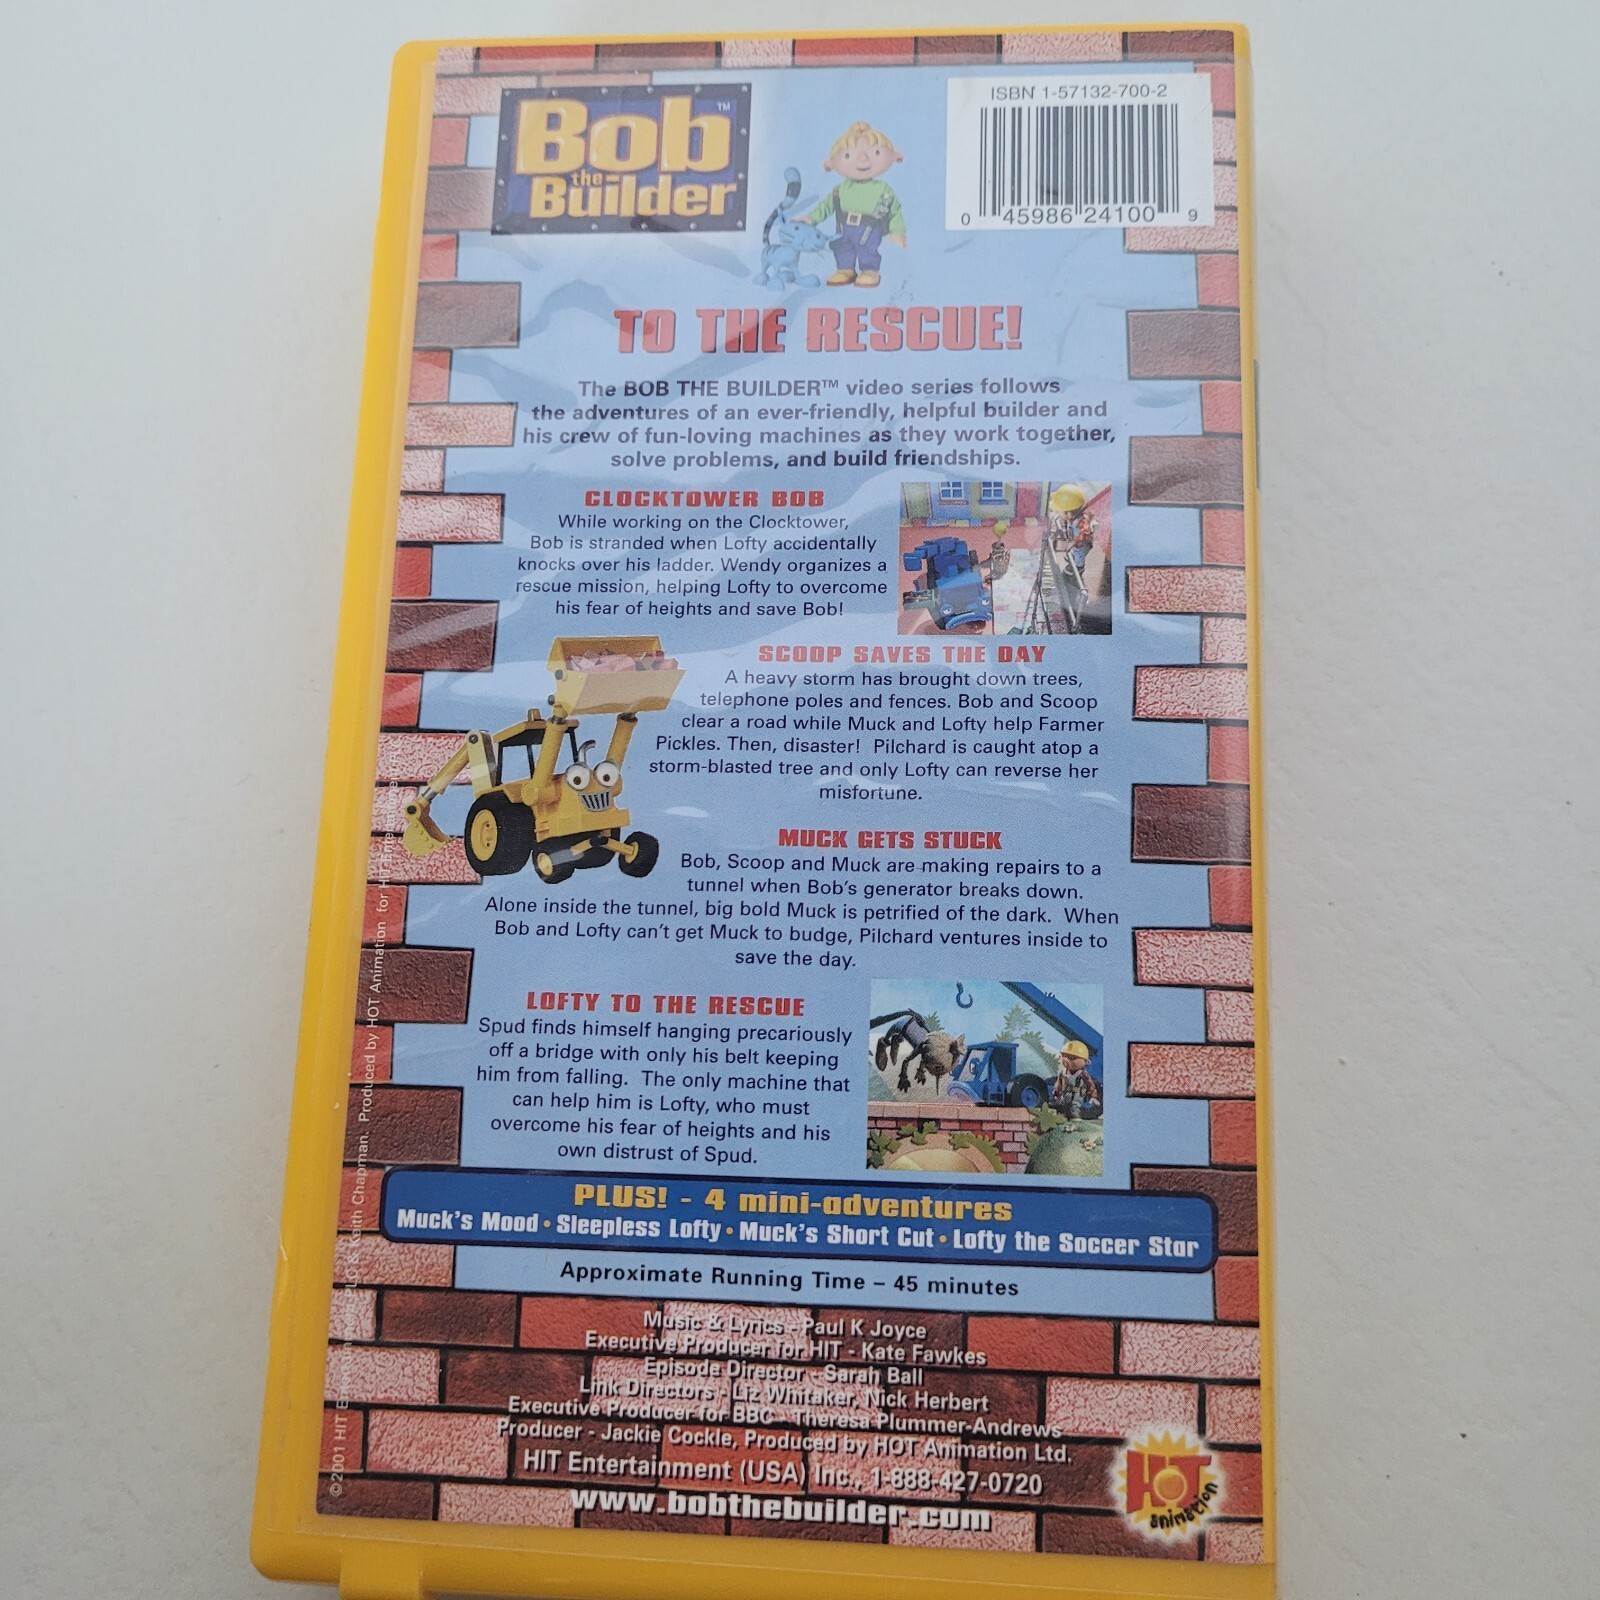 Bob
the
Builder
™
ISBN 1-57132-700-2
0 45986 24100 9
TO THE RESCUE!
The BOB THE BUILDER™ video series follows
the adventures of an ever-friendly, helpful builder and
his crew of fun-loving machines as they work together,
solve problems, and build friendships.
CLOCKTOWER BOB
While working on the Clocktower,
Bob is stranded when Lofty accidentally
knocks over his ladder. Wendy organizes a
rescue mission, helping Lofty to overcome
his fear of heights and save Bob!
SCOOP SAVES THE DAY
A heavy storm has brought down trees,
telephone poles and fences. Bob and Scoop
clear a road while Muck and Lofty help Farmer
Pickles. Then, disaster! Pilchard is caught atop a
storm-blasted tree and only Lofty can reverse her
misfortune.
MUCK GETS STUCK
Bob, Scoop and Muck are making repairs to a
tunnel when Bob's generator breaks down.
Alone inside the tunnel, big bold Muck is petrified of the dark. When
Bob and Lofty can't get Muck to budge, Pilchard ventures inside to
save the day.
LOFTY TO THE RESCUE
Spud finds himself hanging precariously
off a bridge with only his belt keeping
him from falling. The only machine that
can help him is Lofty, who must
overcome his fear of heights and his
own distrust of Spud.
PLUS! - 4 mini-adventures
Muck's Mood • Sleepless Lofty • Muck's Short Cut • Lofty the Soccer Star
Approximate Running Time – 45 minutes
Music & Lyrics - Paul K Joyce
Executive Producer for HIT - Kate Fawkes
Episode Director - Sarah Ball
Link Directors - Liz Whitaker, Nick Herbert
Executive Producer for BBC - Theresa Plummer-Andrews
Producer - Jackie Cockle, Produced by HOT Animation Ltd.
HIT Entertainment (USA) Inc., 1-888-427-0720
www.bobthebuilder.com
HOT
animation
©2001 HIT & Keith Chapman. Produced by HOT Animation for HIT Entertainment